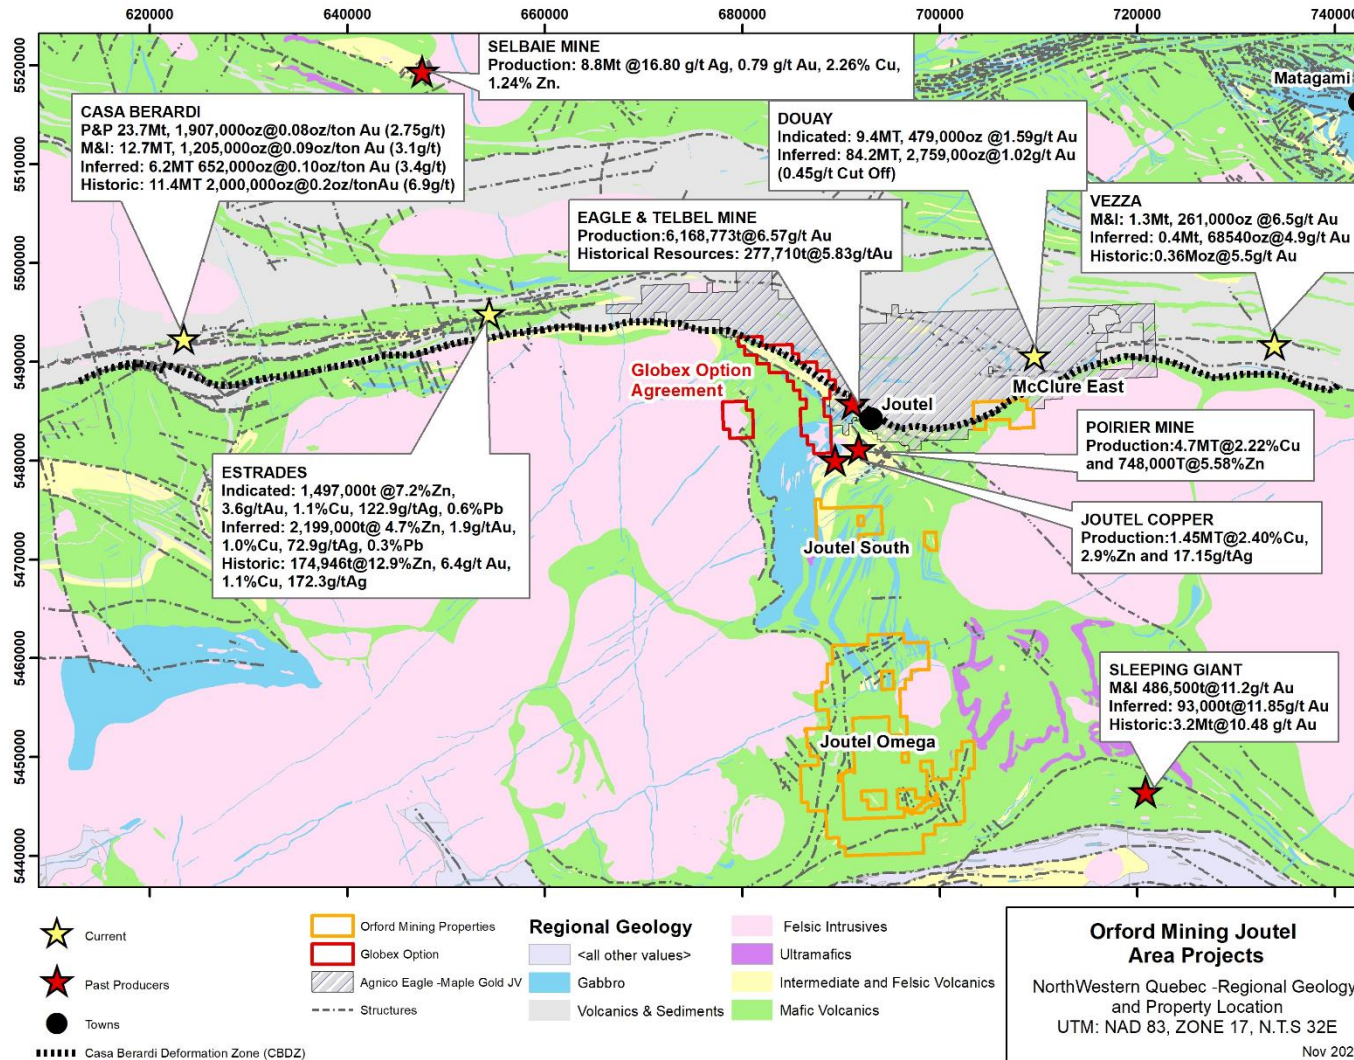 620000
640000
660000
680000
700000
720000
740000
5520000
5510000
5500000
5490000
5480000
5470000
5460000
5450000
5440000
SELBAIE MINE
Production: 8.8Mt @16.80 g/t Ag, 0.79 g/t Au, 2.26% Cu,
1.24% Zn.
Matagami
CASA BERARDI
P&P 23.7Mt, 1,907,000oz@0.08oz/ton Au (2.75g/t)
M&I: 12.7MT, 1,205,000oz@0.09oz/ton Au (3.1g/t)
Inferred: 6.2MT 652,000oz@0.10oz/ton Au (3.4g/t)
Historic: 11.4MT 2,000,000oz@0.2oz/tonAu (6.9g/t)
DOUAY
Indicated: 9.4MT, 479,000oz @1.59g/t Au
Inferred: 84.2MT, 2,759,00oz@1.02g/t Au
(0.45g/t Cut Off)
EAGLE & TELBEL MINE
Production:6,168,773t@6.57g/t Au
Historical Resources: 277,710t@5.83g/tAu
VEZZA
M&I: 1.3Mt, 261,000oz @6.5g/t Au
Inferred: 0.4Mt, 68540oz@4.9g/t Au
Historic:0.36Moz@5.5g/t Au
Globex Option
Agreement
McClure East
Joutel
POIRIER MINE
Production:4.7MT@2.22%Cu
and 748,000T@5.58%Zn
ESTRADES
Indicated: 1,497,000t @7.2%Zn,
3.6g/tAu, 1.1%Cu, 122.9g/tAg, 0.6%Pb
Inferred: 2,199,000t@ 4.7%Zn, 1.9g/tAu,
1.0%Cu, 72.9g/tAg, 0.3%Pb
Historic: 174,946t@12.9%Zn, 6.4g/t Au,
1.1%Cu, 172.3g/tAg
JOUTEL COPPER
Production:1.45MT@2.40%Cu,
2.9%Zn and 17.15g/tAg
Joutel South
SLEEPING GIANT
M&I 486,500t@11.2g/t Au
Inferred: 93,000t@11.85g/t Au
Historic:3.2Mt@10.48 g/t Au
Joutel Omega
Current
Past Producers
Towns
Casa Berardi Deformation Zone (CBDZ)
Orford Mining Properties
Globex Option
Agnico Eagle -Maple Gold JV
Structures
Regional Geology
<all other values>
Gabbro
Volcanics & Sediments
Felsic Intrusives
Ultramafics
Intermediate and Felsic Volcanics
Mafic Volcanics
Orford Mining Joutel
Area Projects
NorthWestern Quebec -Regional Geology
and Property Location
UTM: NAD 83, ZONE 17, N.T.S 32E
Nov 202